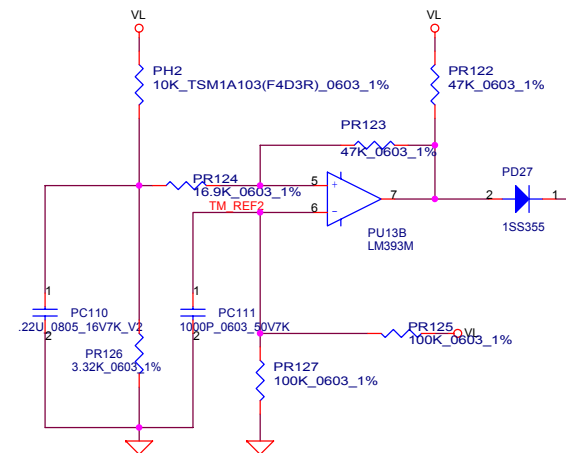 VL
VL
PH2
10K_TSM1A103(F4D3R)_0603_1%
PR122
47K_0603_1%
PR123
47K_0603_1%
PR124
16.9K_0603_1%
TM_REF2
5
+
6
−
7
PU13B
LM393M
PD27
2
1
1SS355
1
PC110
.22U_0805_16V7K_V2
2
1
PC111
1000P_0603_50V7K
2
PR126
3.32K_0603_1%
PR125
100K_0603_1%
VL
PR127
100K_0603_1%